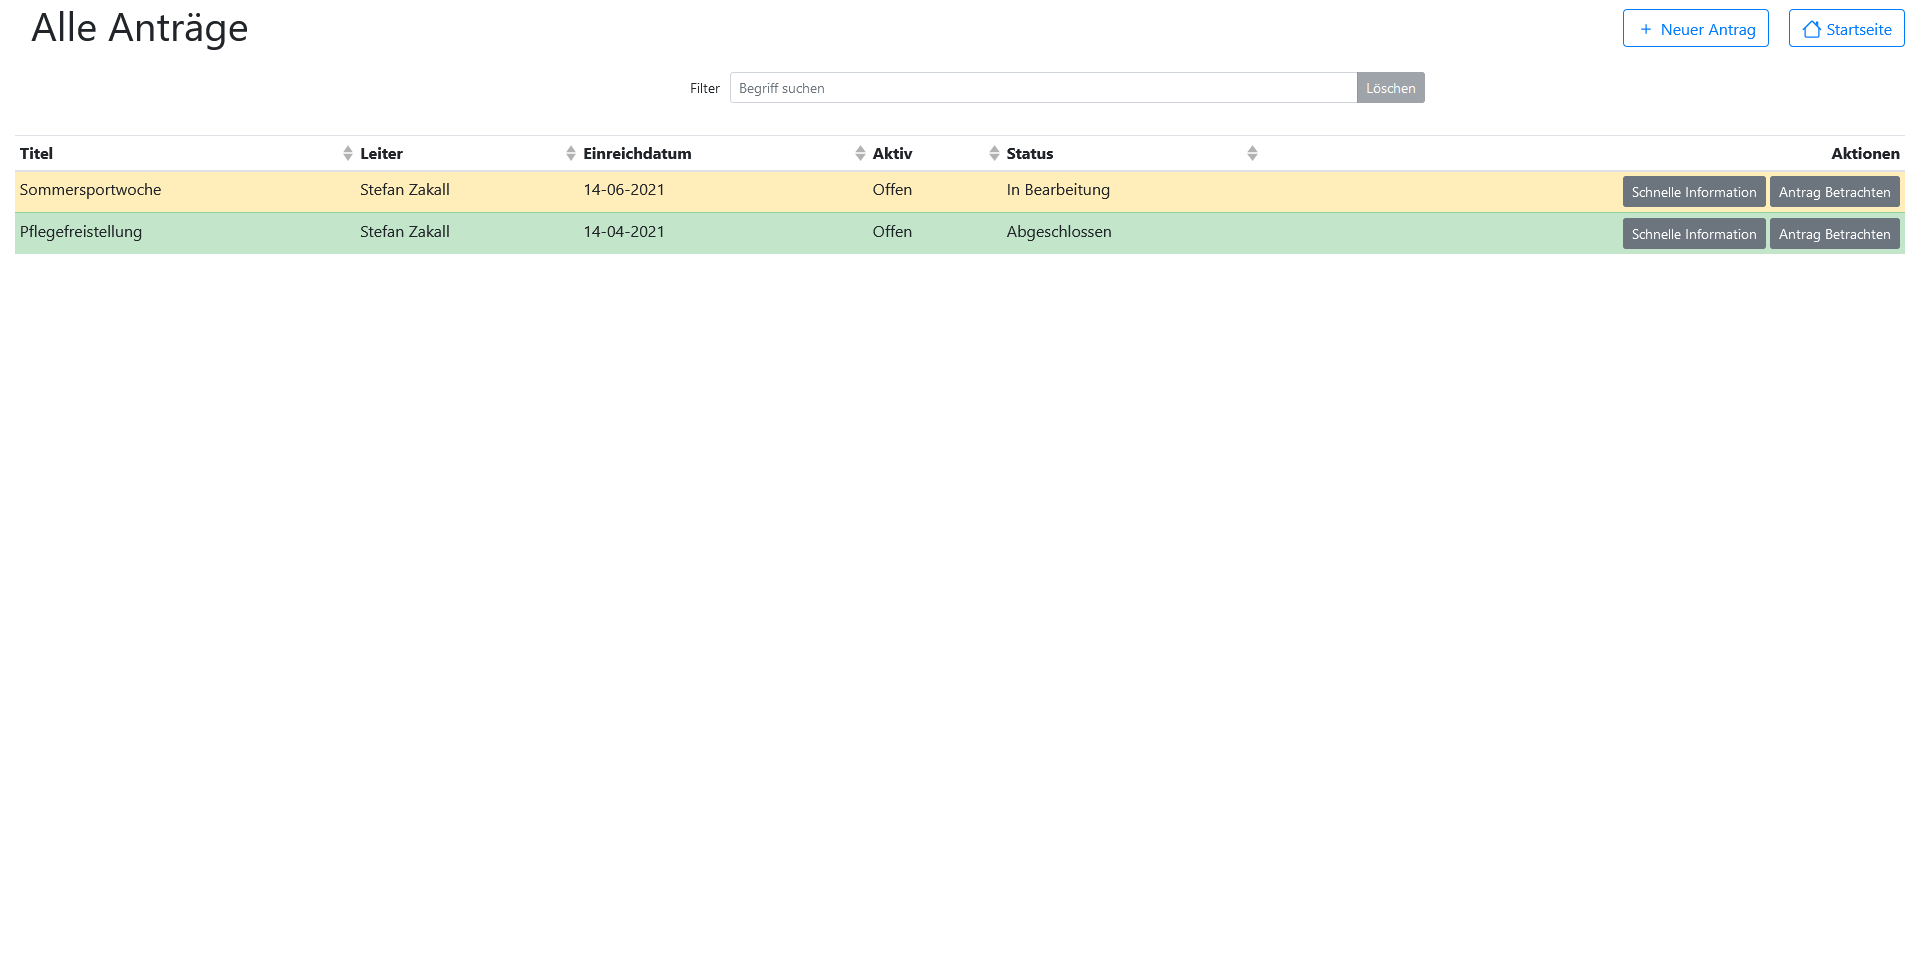 Alle Anträge
Neuer Antrag
Startseite
Filter Begriff suchen Löschen
Titel Leiter Einreichdatum Aktiv Status Aktionen
Sommersportwoche Stefan Zakall 14-06-2021 Offen In Bearbeitung Schnelle Information Antrag Betrachten
Pflegefreistellung Stefan Zakall 14-04-2021 Offen Abgeschlossen Schnelle Information Antrag Betrachten